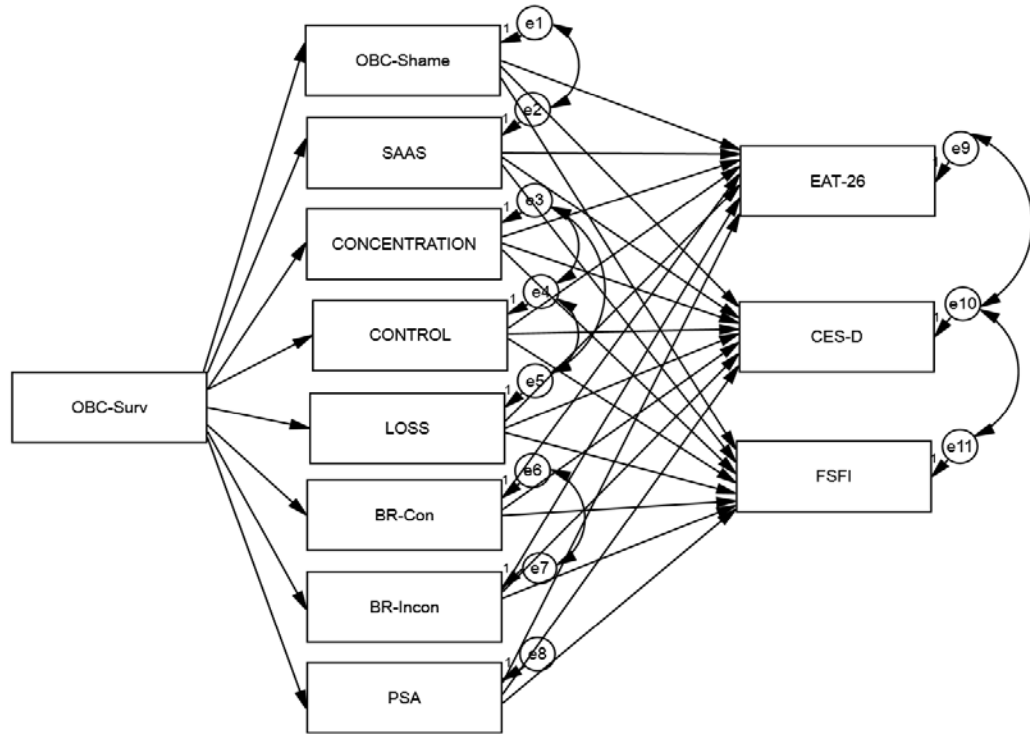 e1
1
OBC-Shame
e2
1
SAAS
EAT-26
1
e9
e3
1
CONCENTRATION
e4
1
CONTROL
CES-D
1
e10
e5
1
OBC-Surv
LOSS
e6
1
BR-Con
FSFI
1
e11
e7
1
BR-Incon
e8
1
PSA